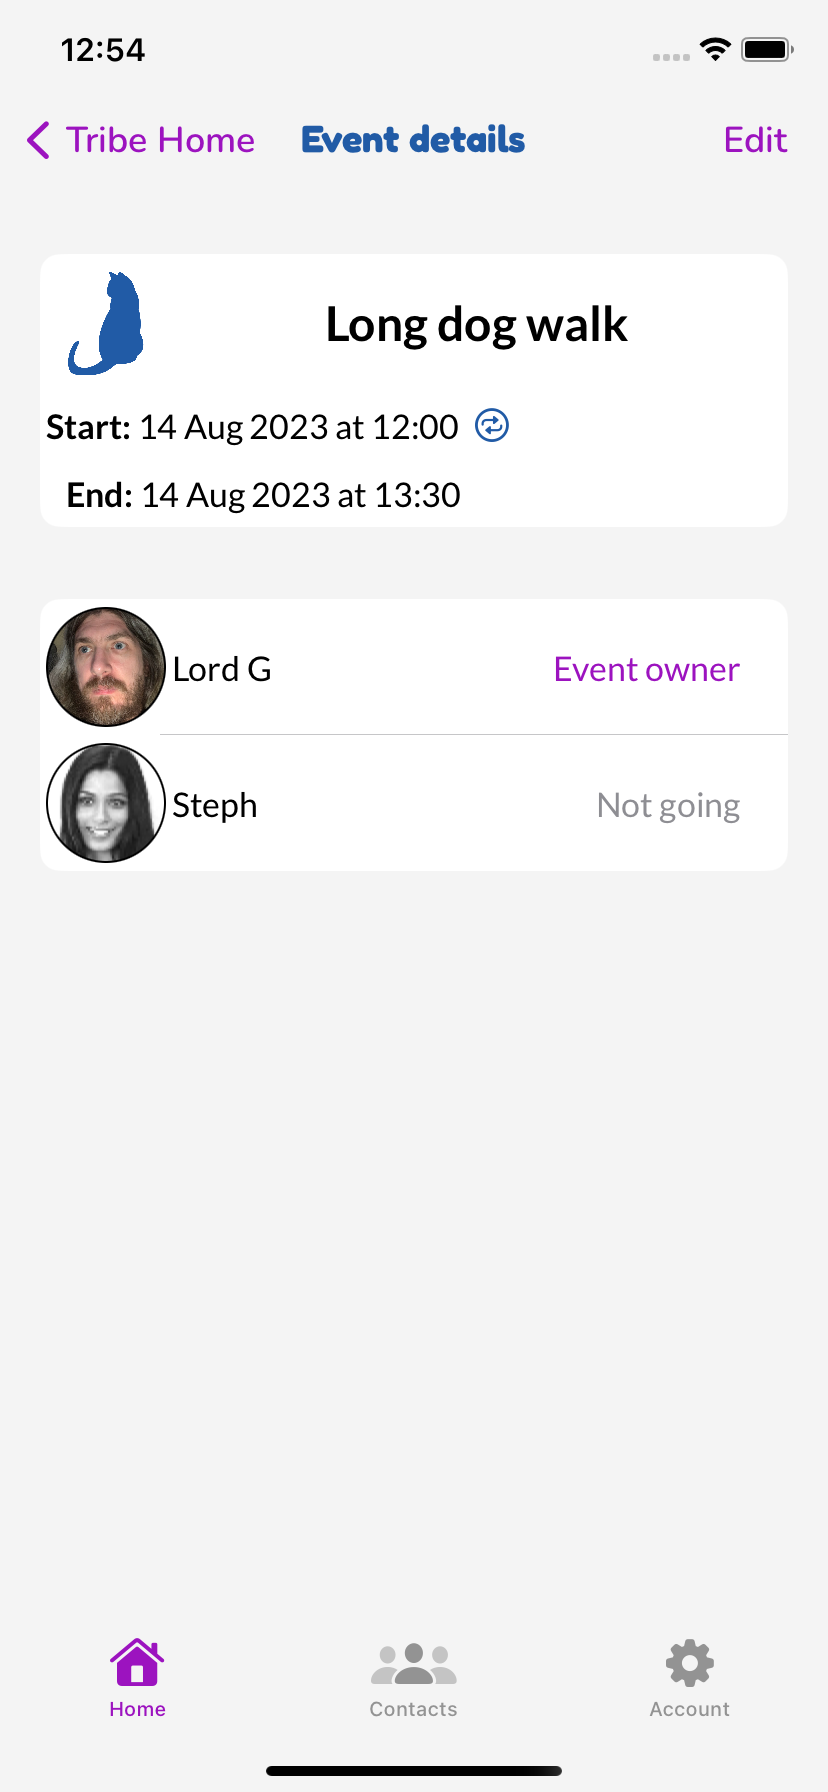 12:54
Tribe Home Event details Edit
Long dog walk
Start: 14 Aug 2023 at 12:00
End: 14 Aug 2023 at 13:30
Lord G Event owner
Steph Not going
Home Contacts Account